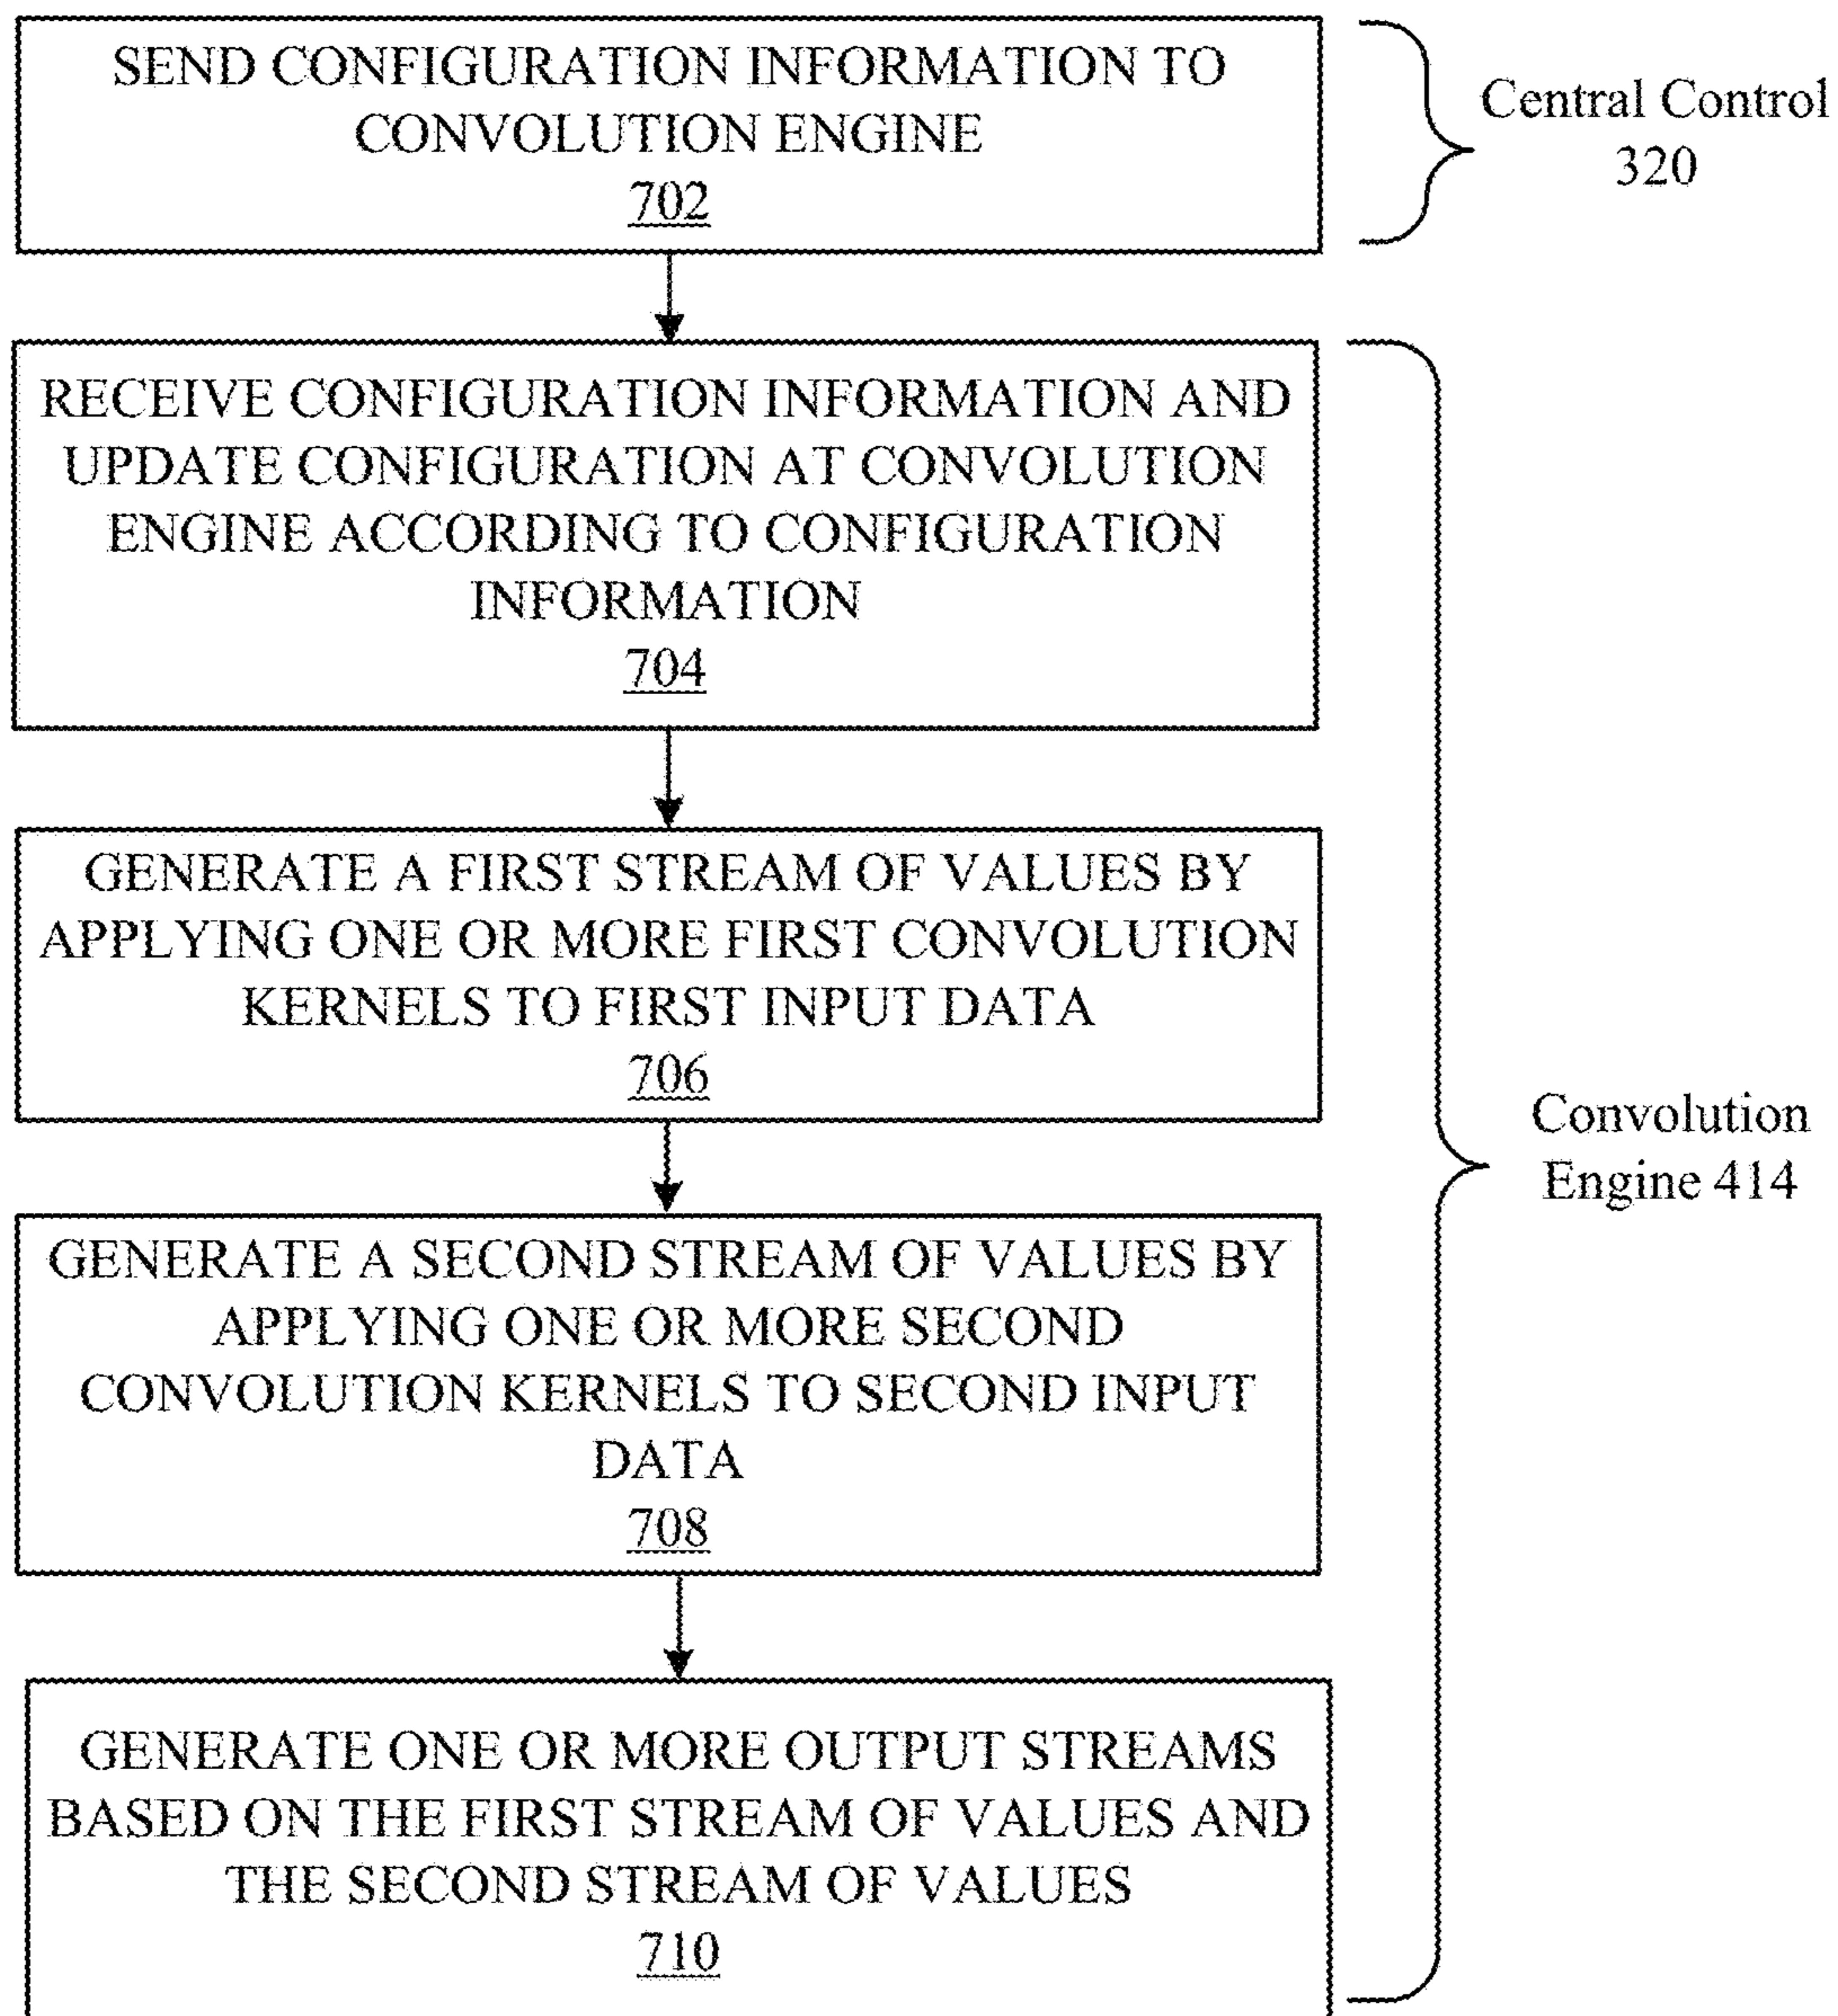 SEND CONFIGURATION INFORMATION TO
CONVOLUTION ENGINE
702
Central Control
320
RECEIVE CONFIGURATION INFORMATION AND
UPDATE CONFIGURATION AT CONVOLUTION
ENGINE ACCORDING TO CONFIGURATION
INFORMATION
704
GENERATE A FIRST STREAM OF VALUES BY
APPLYING ONE OR MORE FIRST CONVOLUTION
KERNELS TO FIRST INPUT DATA
706
Convolution
Engine 414
GENERATE A SECOND STREAM OF VALUES BY
APPLYING ONE OR MORE SECOND
CONVOLUTION KERNELS TO SECOND INPUT
DATA
708
GENERATE ONE OR MORE OUTPUT STREAMS
BASED ON THE FIRST STREAM OF VALUES AND
THE SECOND STREAM OF VALUES
710